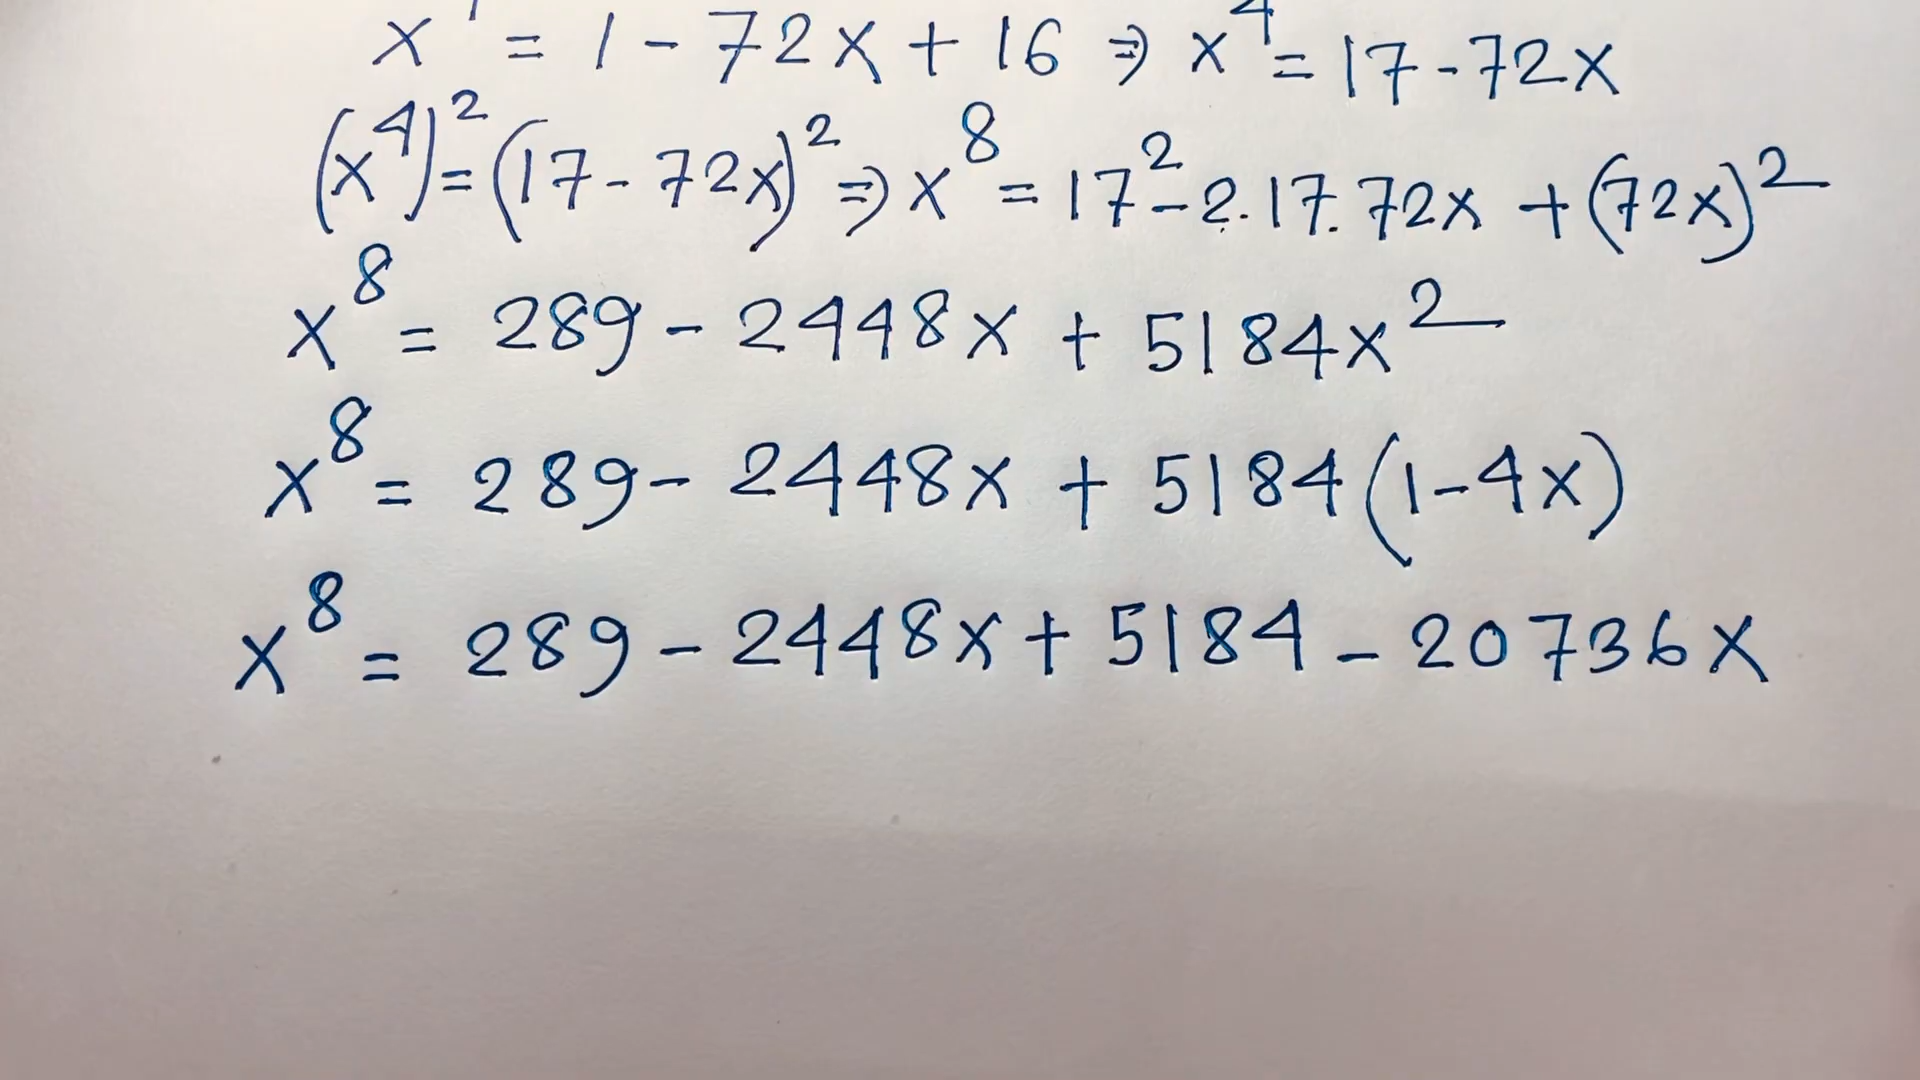 x⁴ = 1 - 72x + 16 ⇒ x⁴ = 17 - 72x
(x⁴)² = (17 - 72x)² ⇒ x⁸ = 17² - 2.17.72x + (72x)²
x⁸ = 289 - 2448x + 5184x²
x⁸ = 289 - 2448x + 5184(1 - 4x)
x⁸ = 289 - 2448x + 5184 - 20736x